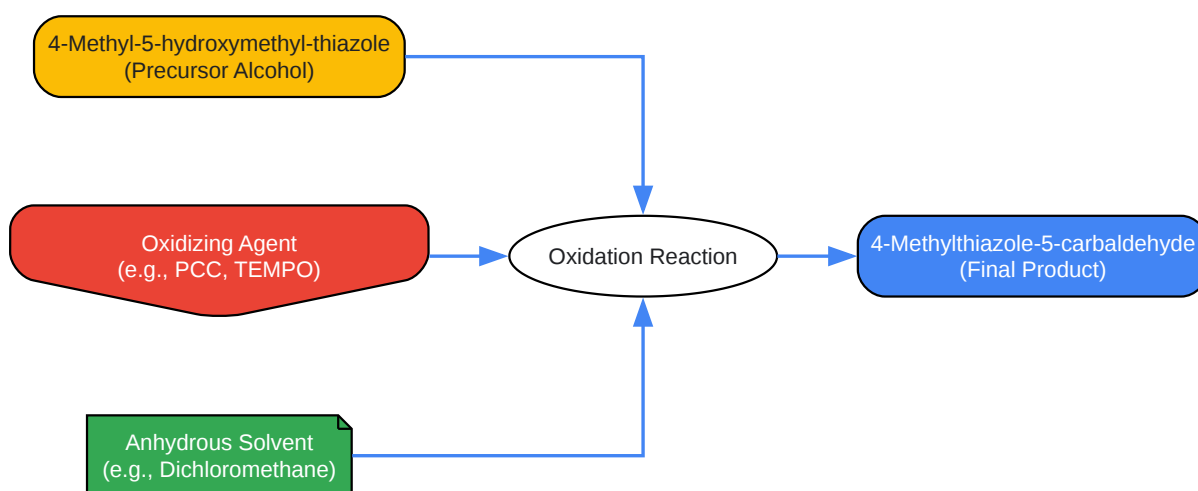 4-Methyl-5-hydroxymethyl-thiazole
(Precursor Alcohol)
Oxidizing Agent
(e.g., PCC, TEMPO)
Oxidation Reaction
4-Methylthiazole-5-carbaldehyde
(Final Product)
Anhydrous Solvent
(e.g., Dichloromethane)